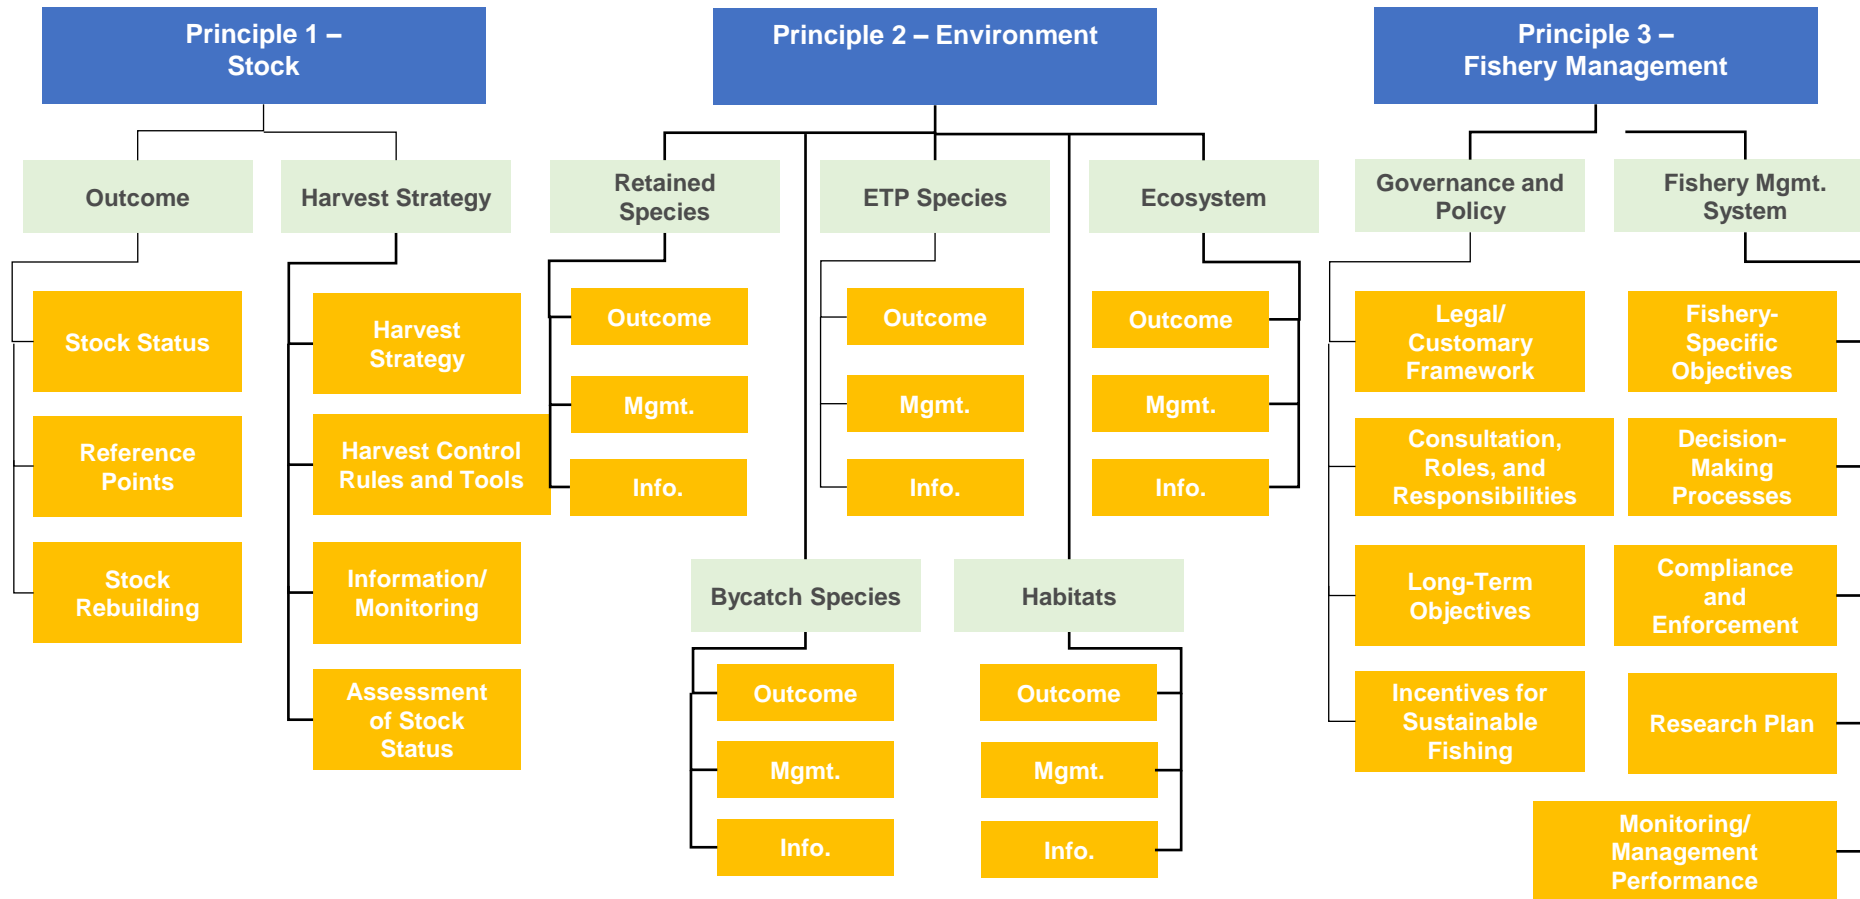 Principle 1 –
Stock
Principle 2 – Environment
Principle 3 –
Fishery Management
Outcome
Harvest Strategy
Retained
Species
ETP Species
Ecosystem
Governance and
Policy
Fishery Mgmt.
System
Stock Status
Reference
Points
Stock
Rebuilding
Harvest
Strategy
Harvest Control
Rules and Tools
Information/
Monitoring
Assessment
of Stock
Status
Outcome
Mgmt.
Info.
Outcome
Mgmt.
Info.
Outcome
Mgmt.
Info.
Bycatch Species
Habitats
Outcome
Mgmt.
Info.
Outcome
Mgmt.
Info.
Legal/
Customary
Framework
Consultation,
Roles, and
Responsibilities
Long-Term
Objectives
Incentives for
Sustainable
Fishing
Fishery-
Specific
Objectives
Decision-
Making
Processes
Compliance
and
Enforcement
Research Plan
Monitoring/
Management
Performance